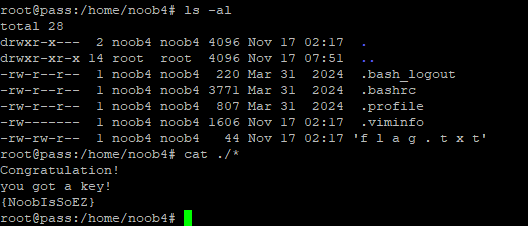 root@pass:/home/noob4# ls -al
total 28
drwxr-x---  2 noob4 noob4 4096 Nov 17 02:17 .
drwxr-xr-x 14 root  root  4096 Nov 17 07:51 ..
-rw-r--r--  1 noob4 noob4  220 Mar 31  2024 .bash_logout
-rw-r--r--  1 noob4 noob4 3771 Mar 31  2024 .bashrc
-rw-r--r--  1 noob4 noob4  807 Mar 31  2024 .profile
-rw-------  1 noob4 noob4 1606 Nov 17 02:17 .viminfo
-rw-rw-r--  1 noob4 noob4   44 Nov 17 02:17 'f l a g . t x t'
root@pass:/home/noob4# cat ./*
Congratulation!
you got a key!
{NoobIsSoEZ}
root@pass:/home/noob4#